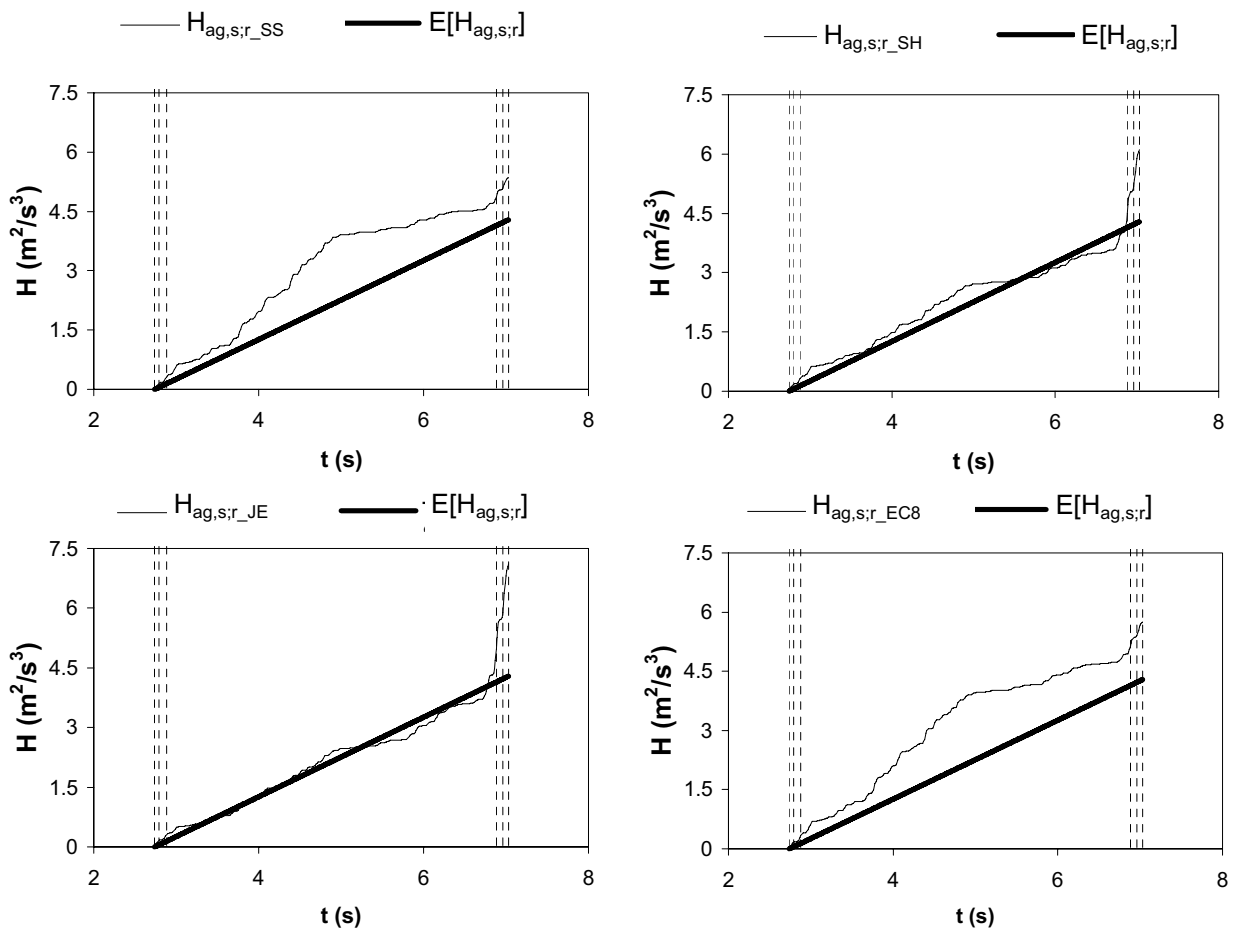 H_ag,s;r_SS E[H_ag,s;r]
7.5
6
4.5
3
1.5
0
H (m²/s³)
2 4 6 8
t (s)
H_ag,s;r_SH E[H_ag,s;r]
7.5
6
4.5
3
1.5
0
H (m²/s³)
2 4 6 8
t (s)
H_ag,s;r_JE E[H_ag,s;r]
7.5
6
4.5
3
1.5
0
H (m²/s³)
2 4 6 8
t (s)
H_ag,s;r_EC8 E[H_ag,s;r]
7.5
6
4.5
3
1.5
0
H (m²/s³)
2 4 6 8
t (s)